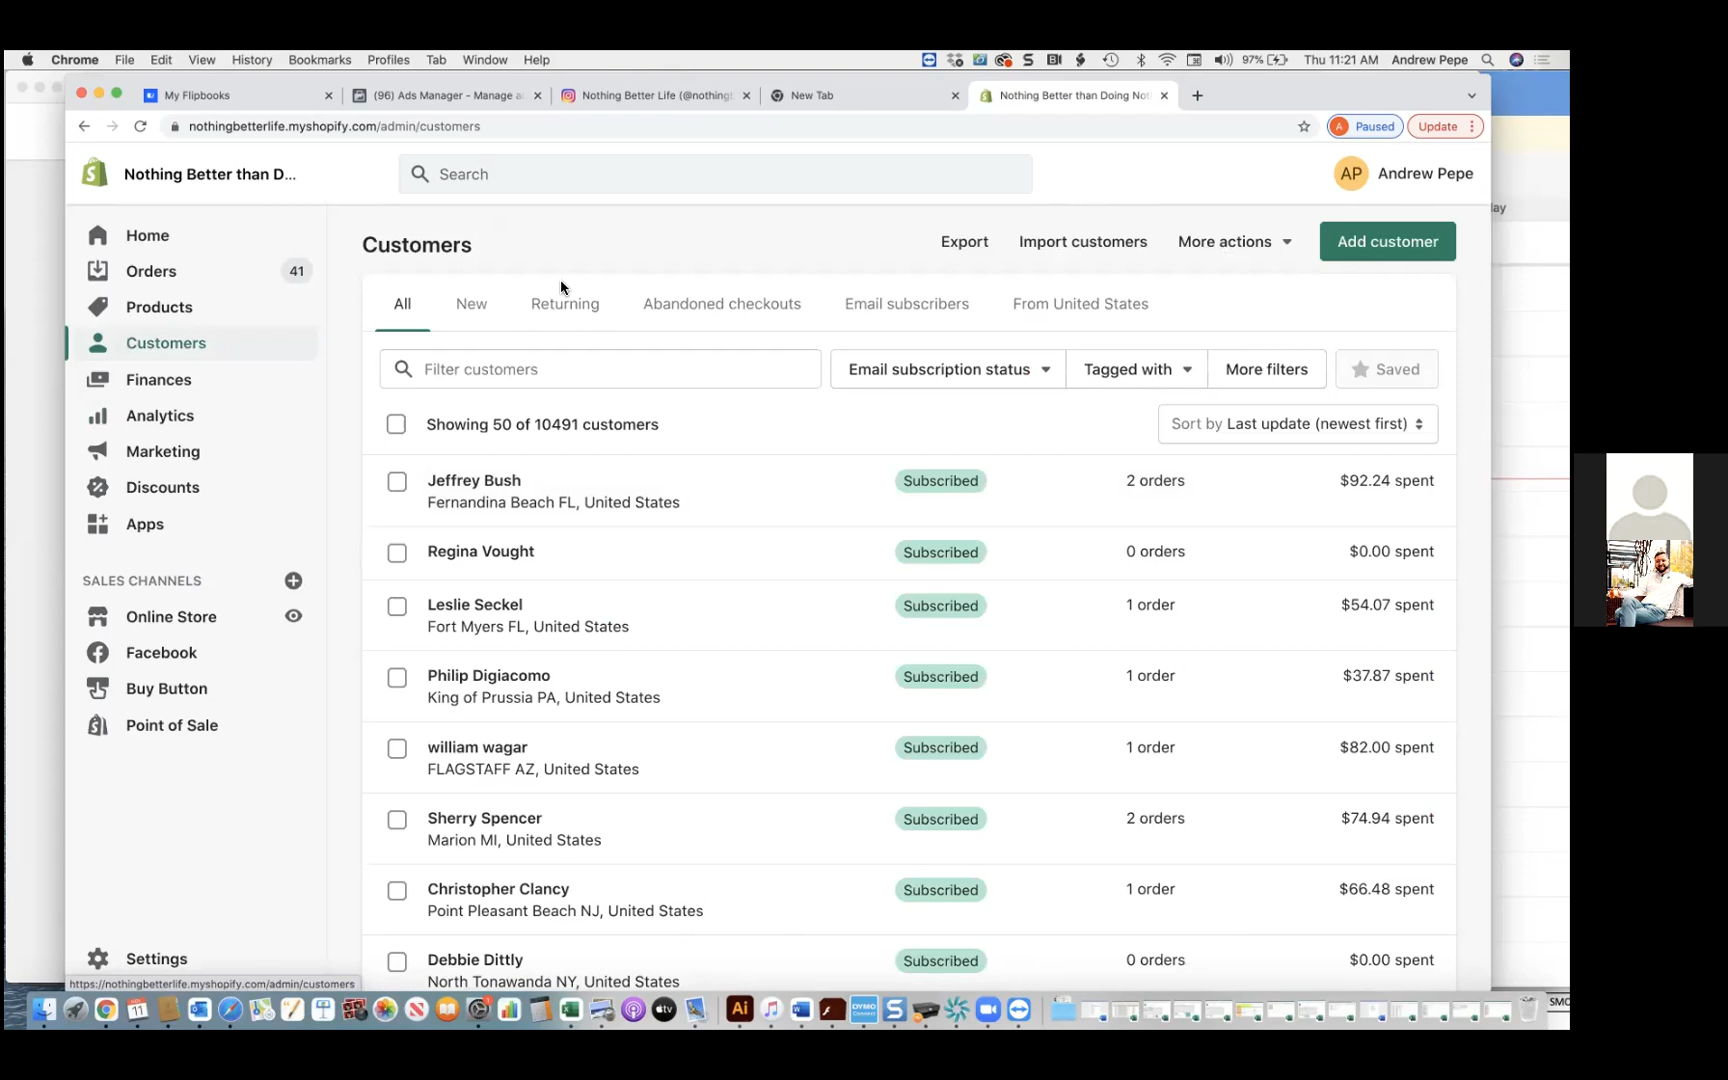 Chrome File Edit View History Bookmarks Profiles Tab Window Help 97% Thu 11:21 AM Andrew Pepe
My Flipbooks (96) Ads Manager - Manage a Nothing Better Life (@nothing New Tab Nothing Better than Doing Not
nothingbetterlife.myshopify.com/admin/customers A Paused Update
Nothing Better than D... Search AP Andrew Pepe
Home
Orders 41
Products
Customers
Finances
Analytics
Marketing
Discounts
Apps
SALES CHANNELS
Online Store
Facebook
Buy Button
Point of Sale
Settings
https://nothingbetterlife.myshopify.com/admin/customers
Customers Export Import customers More actions Add customer
All New Returning Abandoned checkouts Email subscribers From United States
Filter customers Email subscription status Tagged with More filters Saved
Showing 50 of 10491 customers Sort by Last update (newest first)
Jeffrey Bush Subscribed 2 orders $92.24 spent
Fernandina Beach FL, United States
Regina Vought Subscribed 0 orders $0.00 spent
Leslie Seckel Subscribed 1 order $54.07 spent
Fort Myers FL, United States
Philip Digiacomo Subscribed 1 order $37.87 spent
King of Prussia PA, United States
william wagar Subscribed 1 order $82.00 spent
FLAGSTAFF AZ, United States
Sherry Spencer Subscribed 2 orders $74.94 spent
Marion MI, United States
Christopher Clancy Subscribed 1 order $66.48 spent
Point Pleasant Beach NJ, United States
Debbie Dittly Subscribed 0 orders $0.00 spent
North Tonawanda NY, United States
lay
11 tv Ai DYMO S SMC